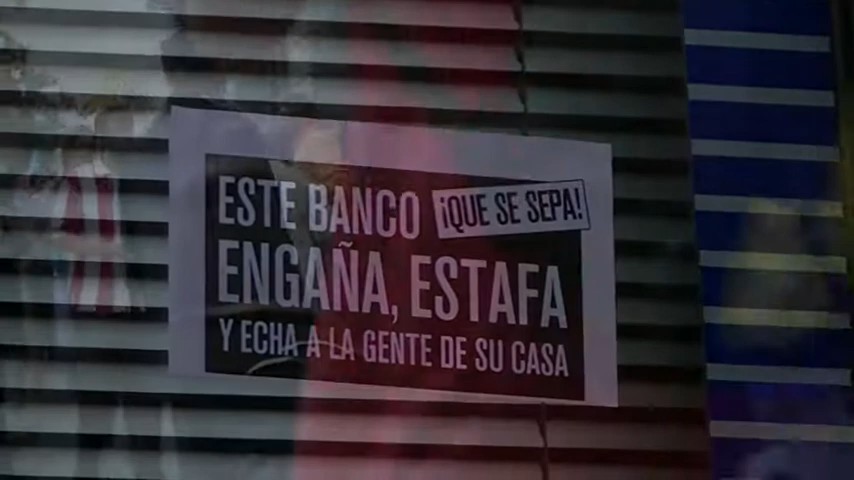 ESTE BANCO ¡QUE SE SEPA!
ENGAÑA, ESTAFA
Y ECHA A LA GENTE DE SU CASA